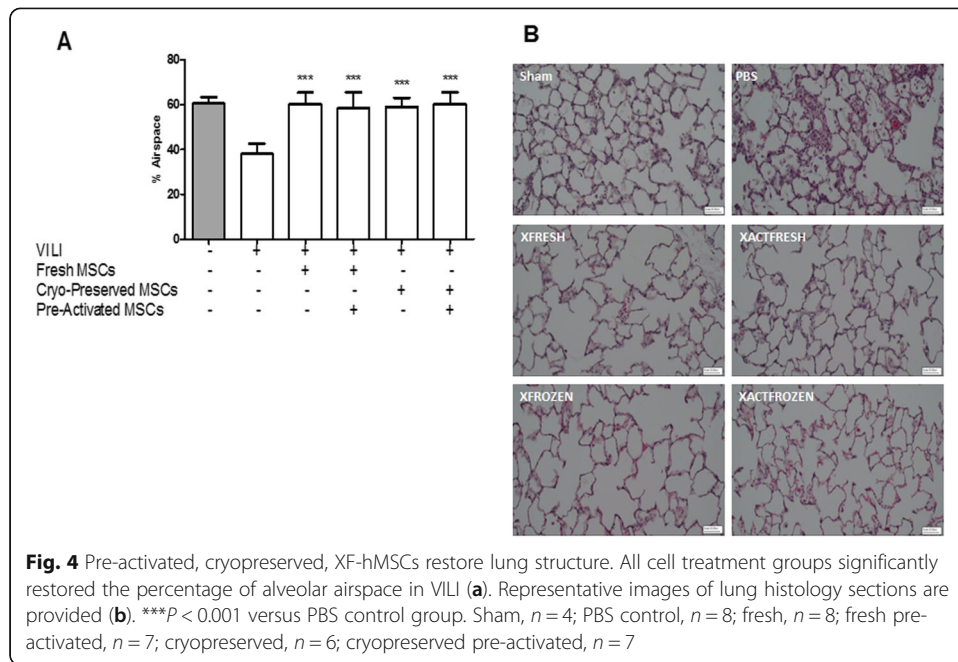 A
B
80
60
40
20
0
% Airspace
*** *** *** ***
VILI - + + + + +
Fresh MSCs - - + + - -
Cryo-Preserved MSCs - - - - + +
Pre-Activated MSCs - - - + - +
Sham
PBS
XFRESH
XACTFRESH
XFROZEN
XACTFROZEN
Fig. 4 Pre-activated, cryopreserved, XF-hMSCs restore lung structure. All cell treatment groups significantly
restored the percentage of alveolar airspace in VILI (a). Representative images of lung histology sections are
provided (b). ***P < 0.001 versus PBS control group. Sham, n = 4; PBS control, n = 8; fresh, n = 8; fresh pre-
activated, n = 7; cryopreserved, n = 6; cryopreserved pre-activated, n = 7